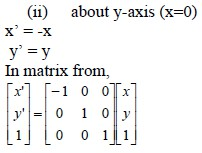 (ii) about y-axis (x=0)
x’ = -x
y’ = y
In matrix from,
[x'] [−1 0 0] [x]
[y'] = [0 1 0] [y]
[1] [0 0 1] [1]